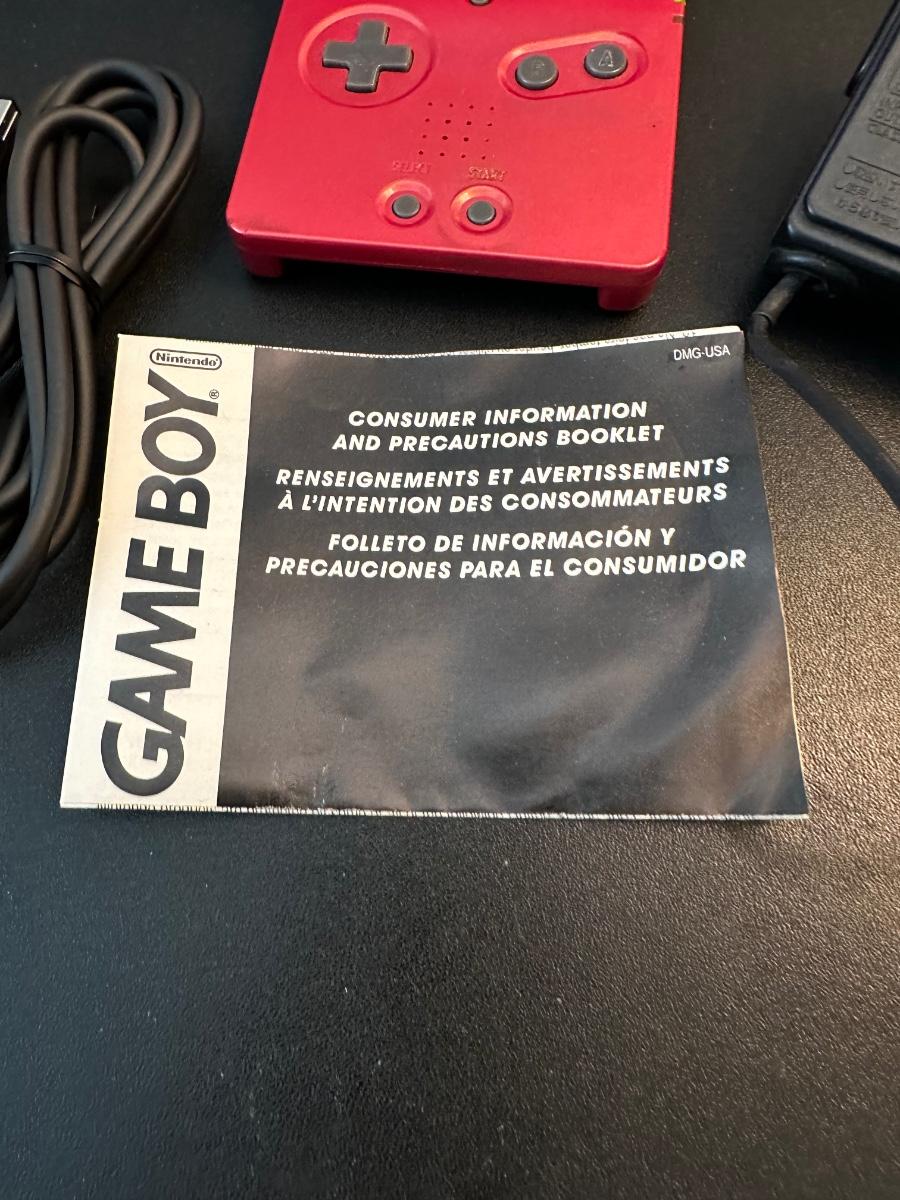 B A
SELECT START
Nintendo
GAME BOY®
DMG-USA
CONSUMER INFORMATION
AND PRECAUTIONS BOOKLET
RENSEIGNEMENTS ET AVERTISSEMENTS
À L'INTENTION DES CONSOMMATEURS
FOLLETO DE INFORMACIÓN Y
PRECAUCIONES PARA EL CONSUMIDOR